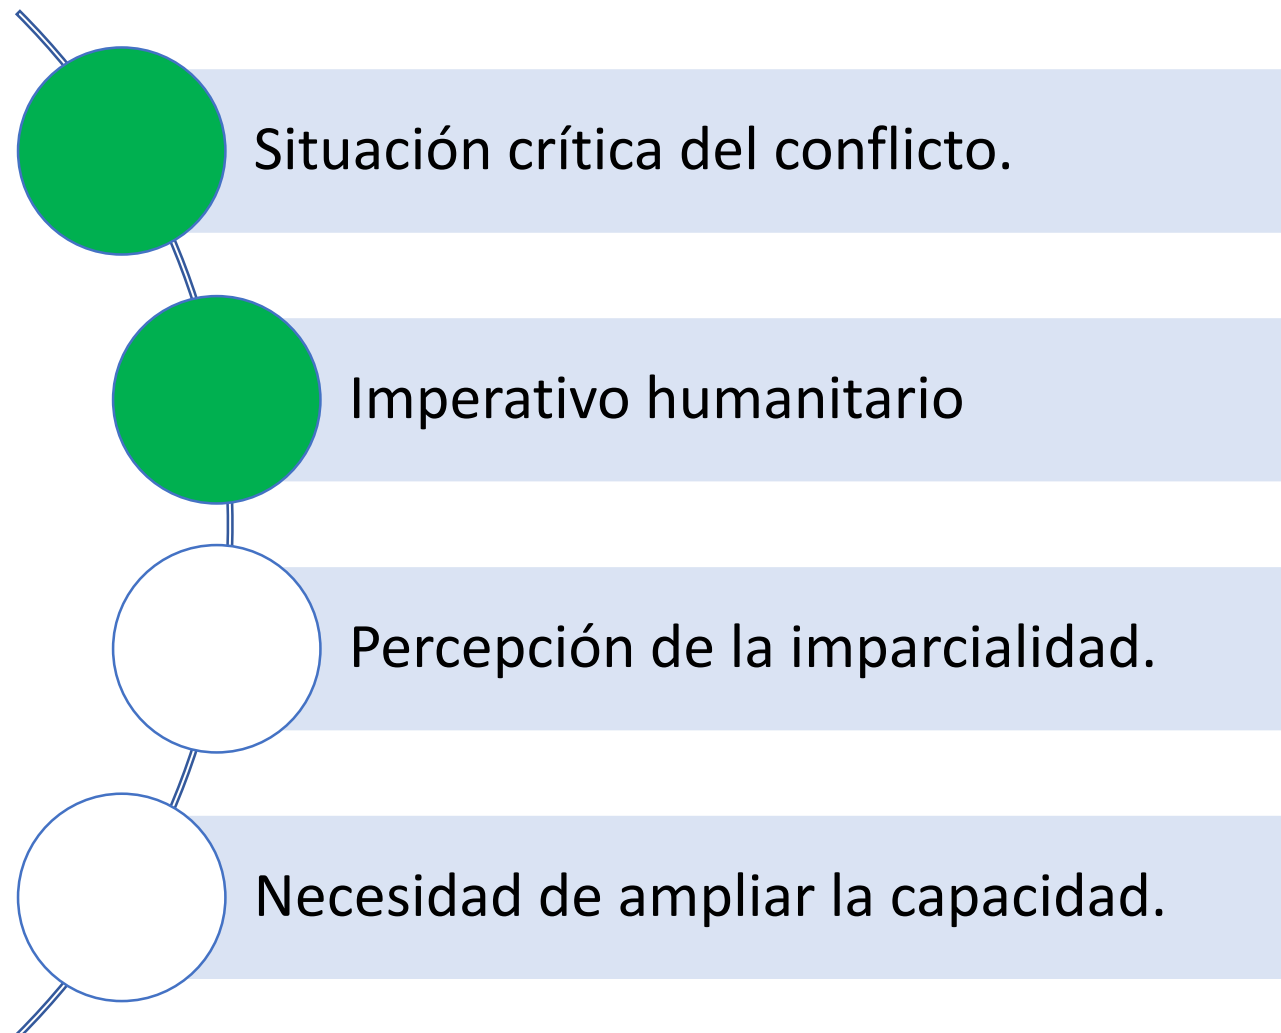 Situación crítica del conflicto.
Imperativo humanitario
Percepción de la imparcialidad.
Necesidad de ampliar la capacidad.